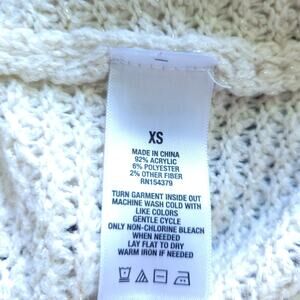 XS
MADE IN CHINA
92% ACRYLIC
6% POLYESTER
2% OTHER FIBER
RN154379
TURN GARMENT INSIDE OUT
MACHINE WASH COLD WITH
LIKE COLORS
GENTLE CYCLE
ONLY NON-CHLORINE BLEACH
WHEN NEEDED
LAY FLAT TO DRY
WARM IRON IF NEEDED